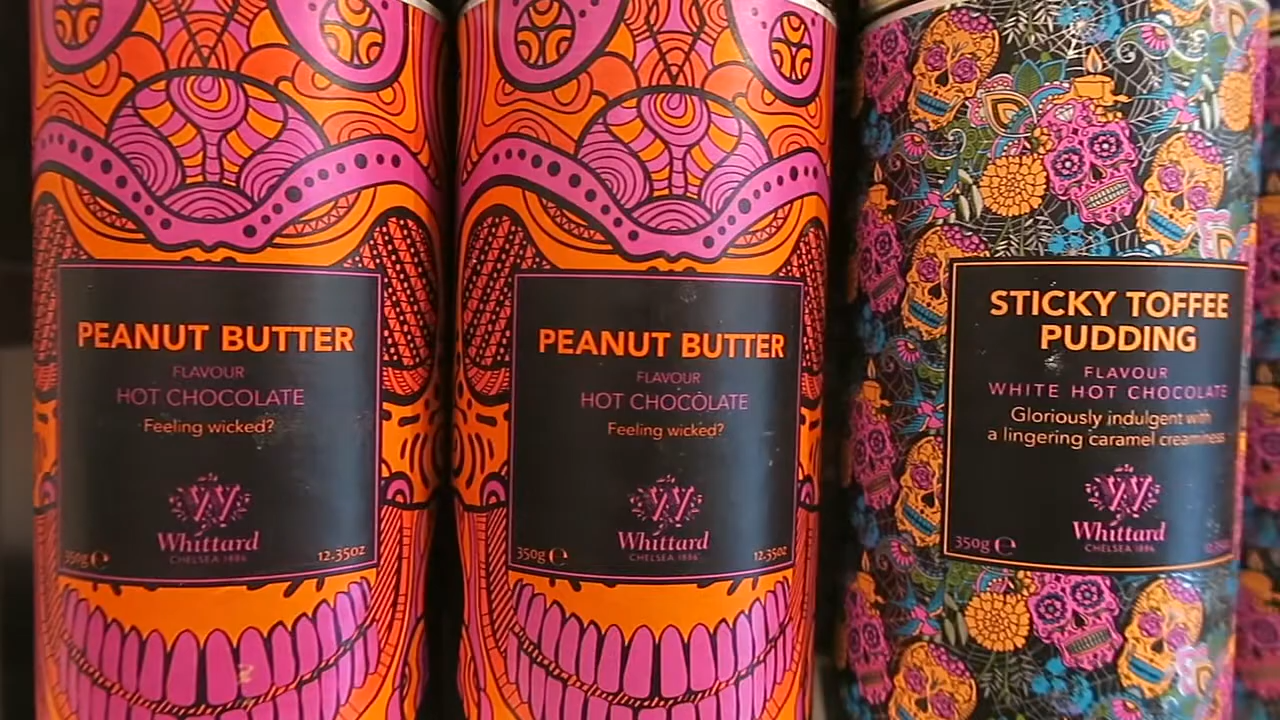 PEANUT BUTTER
FLAVOUR
HOT CHOCOLATE
Feeling wicked?
Whittard
CHELSEA 1886
350g e
12.35oz
PEANUT BUTTER
FLAVOUR
HOT CHOCOLATE
Feeling wicked?
Whittard
CHELSEA 1886
350g e
12.35oz
STICKY TOFFEE
PUDDING
FLAVOUR
WHITE HOT CHOCOLATE
Gloriously indulgent with
a lingering caramel creaminess
Whittard
CHELSEA 1886
350g e